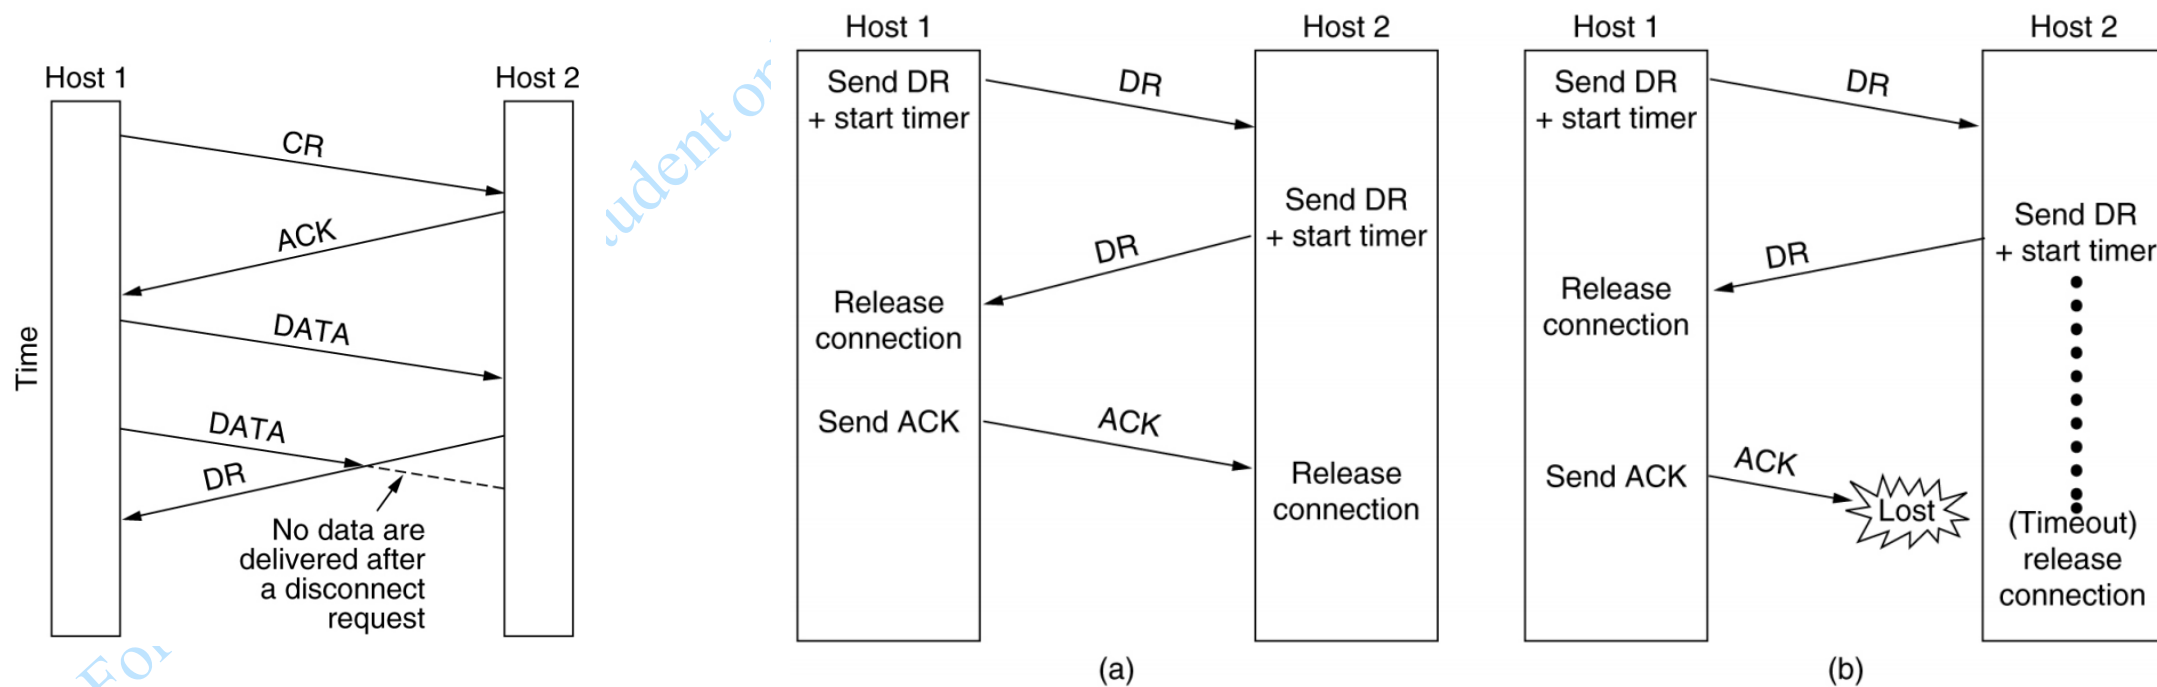 Host 1
Host 2
Time
CR
ACK
DATA
DATA
DR
No data are
delivered after
a disconnect
request
Host 1
Host 2
Send DR
+ start timer
DR
Send DR
+ start timer
DR
Release
connection
Send ACK
ACK
Release
connection
(a)
Host 1
Host 2
Send DR
+ start timer
DR
Send DR
+ start timer
DR
Release
connection
Send ACK
ACK
Lost
(Timeout)
release
connection
(b)
For
udent or